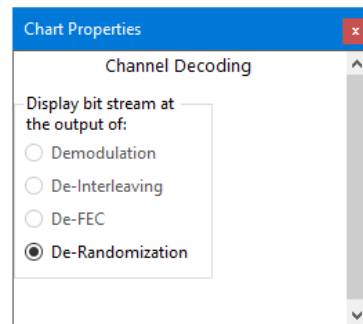 Chart Properties
x
Channel Decoding
Display bit stream at
the output of:
Demodulation
De-Interleaving
De-FEC
De-Randomization